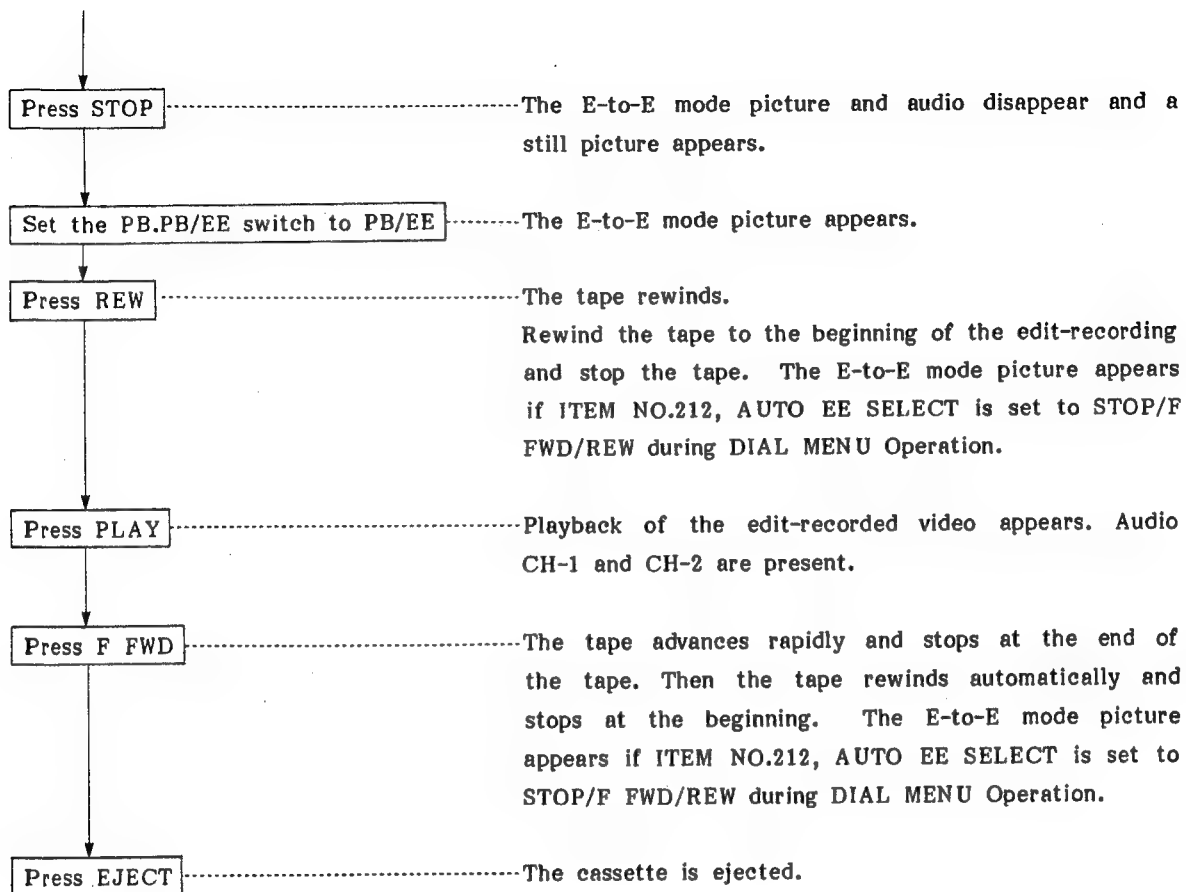 Press STOP
The E-to-E mode picture and audio disappear and a
still picture appears.
Set the PB.PB/EE switch to PB/EE
The E-to-E mode picture appears.
Press REW
The tape rewinds.
Rewind the tape to the beginning of the edit-recording
and stop the tape. The E-to-E mode picture appears
if ITEM NO.212, AUTO EE SELECT is set to STOP/F
FWD/REW during DIAL MENU Operation.
Press PLAY
Playback of the edit-recorded video appears. Audio
CH-1 and CH-2 are present.
Press F FWD
The tape advances rapidly and stops at the end of
the tape. Then the tape rewinds automatically and
stops at the beginning. The E-to-E mode picture
appears if ITEM NO.212, AUTO EE SELECT is set to
STOP/F FWD/REW during DIAL MENU Operation.
Press EJECT
The cassette is ejected.